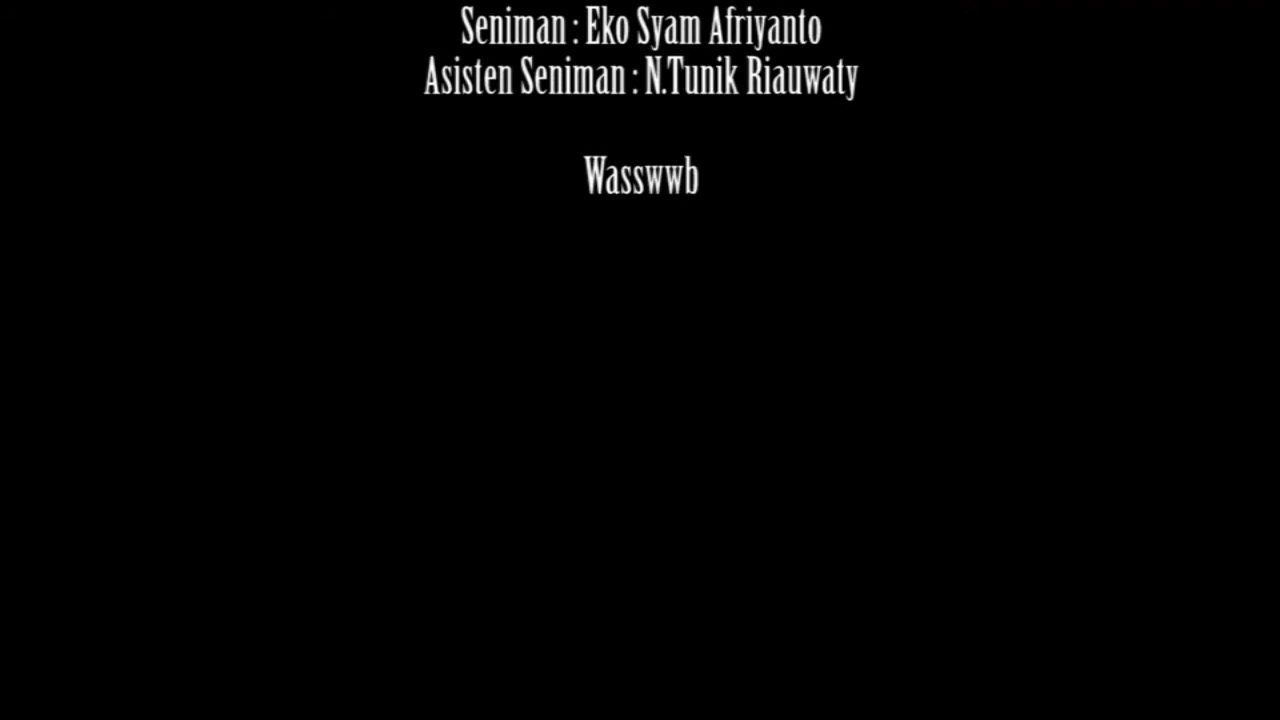 Seniman : Eko Syam Afriyanto
Asisten Seniman : N.Tunik Riauwaty
Wasswwb